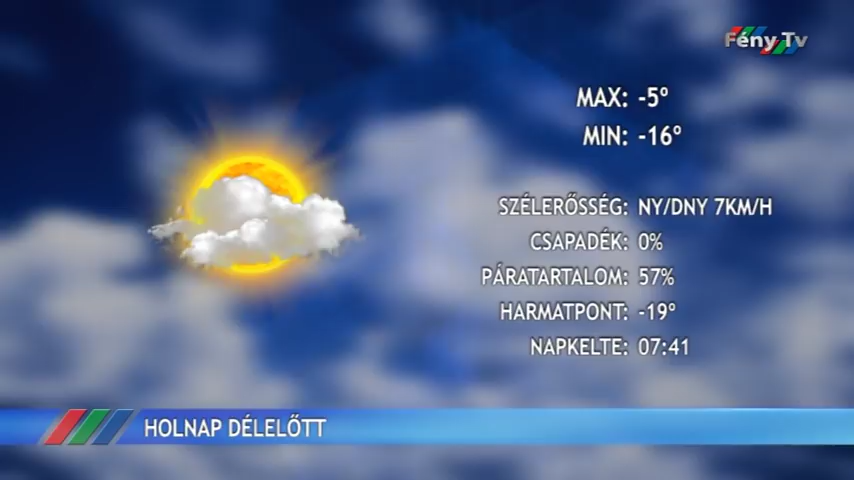 Fény Tv
MAX: -5°
MIN: -16°
SZÉLERŐSSÉG: NY/DNY 7KM/H
CSAPADÉK: 0%
PÁRATARTALOM: 57%
HARMATPONT: -19°
NAPKELTE: 07:41
HOLNAP DÉLELŐTT